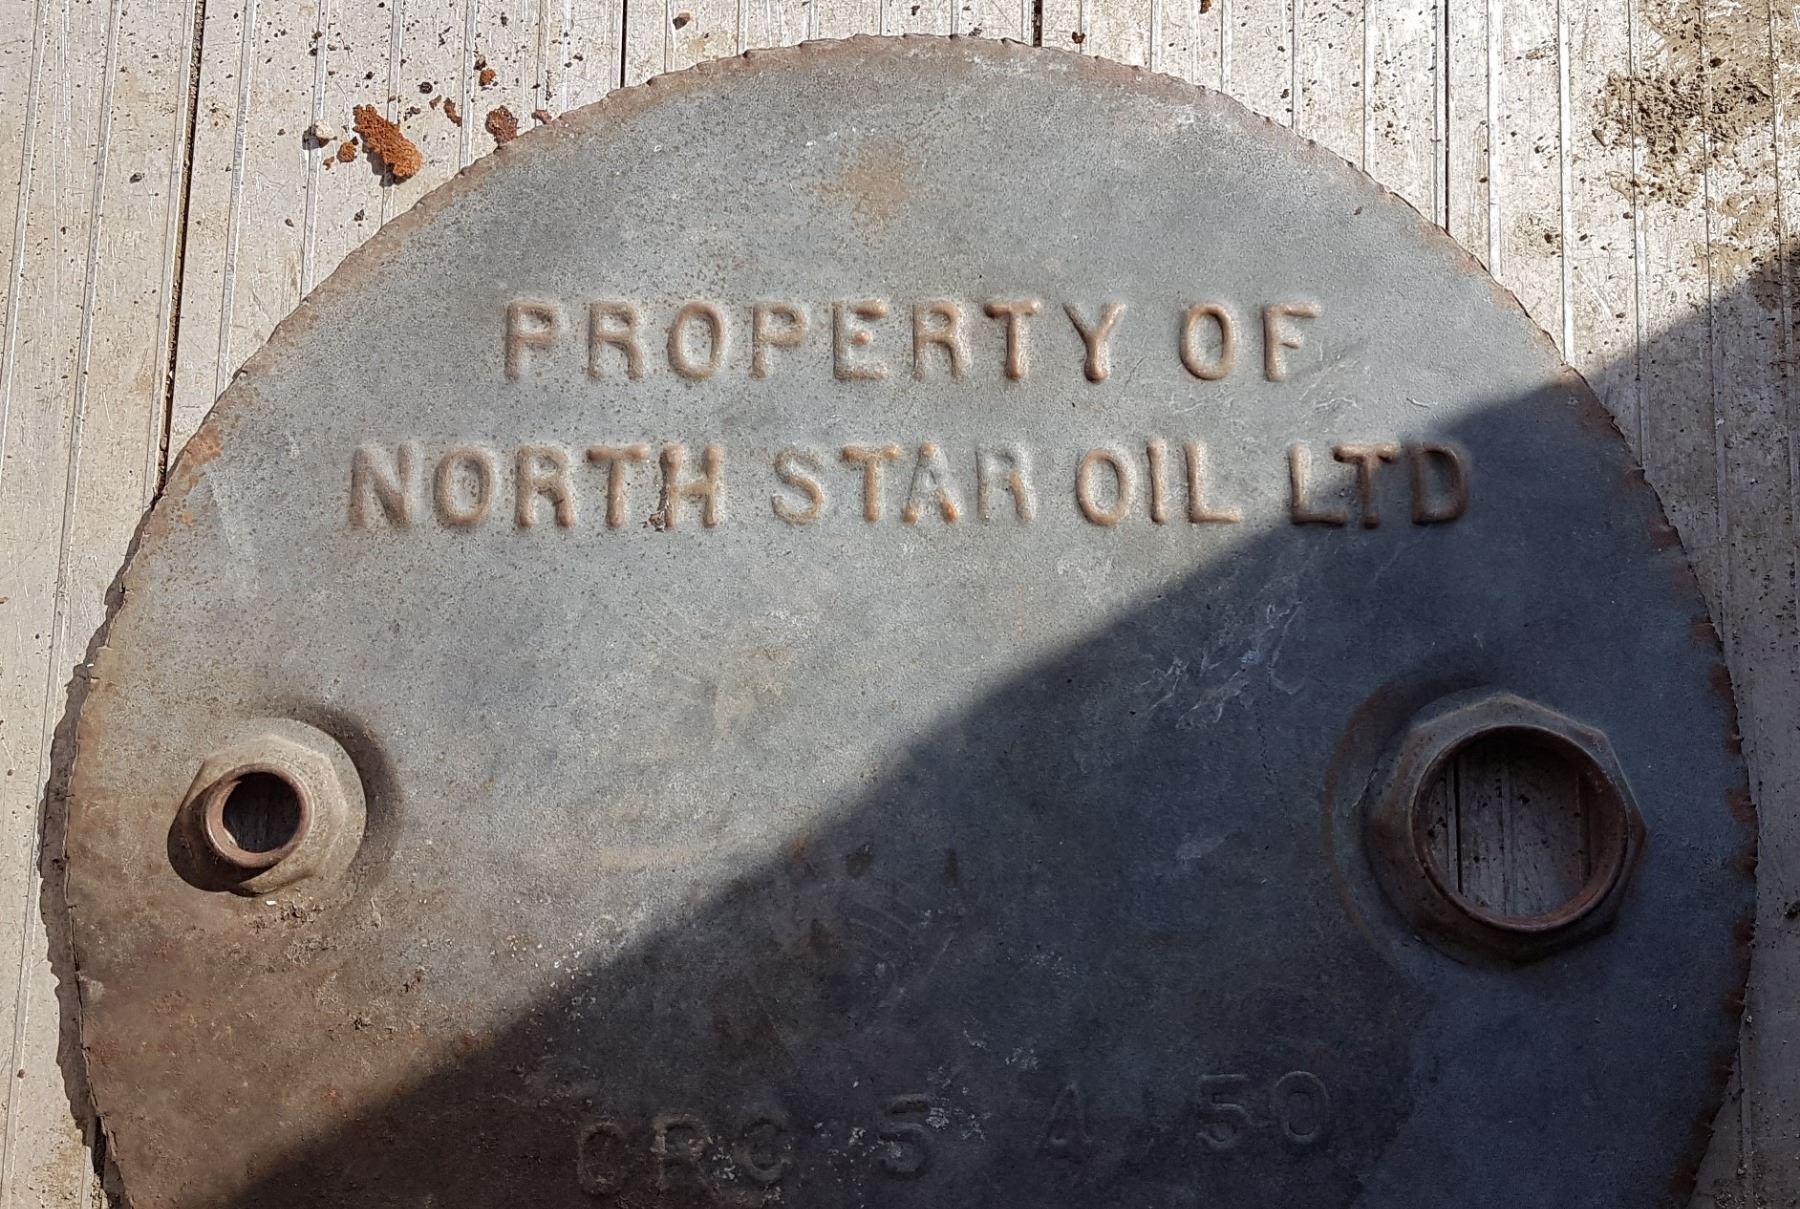 PROPERTY OF
NORTH STAR OIL LTD
CRC 5 4 50